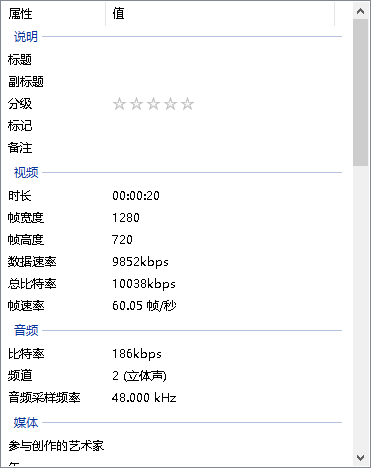 属性 值
说明
标题
副标题
分级 ☆☆☆☆☆
标记
备注
视频
时长 00:00:20
帧宽度 1280
帧高度 720
数据速率 9852kbps
总比特率 10038kbps
帧速率 60.05 帧/秒
音频
比特率 186kbps
频道 2 (立体声)
音频采样频率 48.000 kHz
媒体
参与创作的艺术家